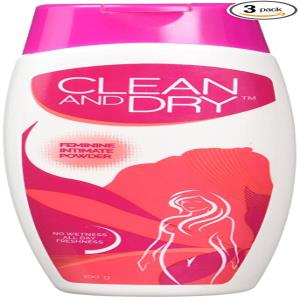 3 pack
CLEAN
AND DRY™
FEMININE
INTIMATE
POWDER
NO WETNESS
ALL DAY
FRESHNESS
100 g